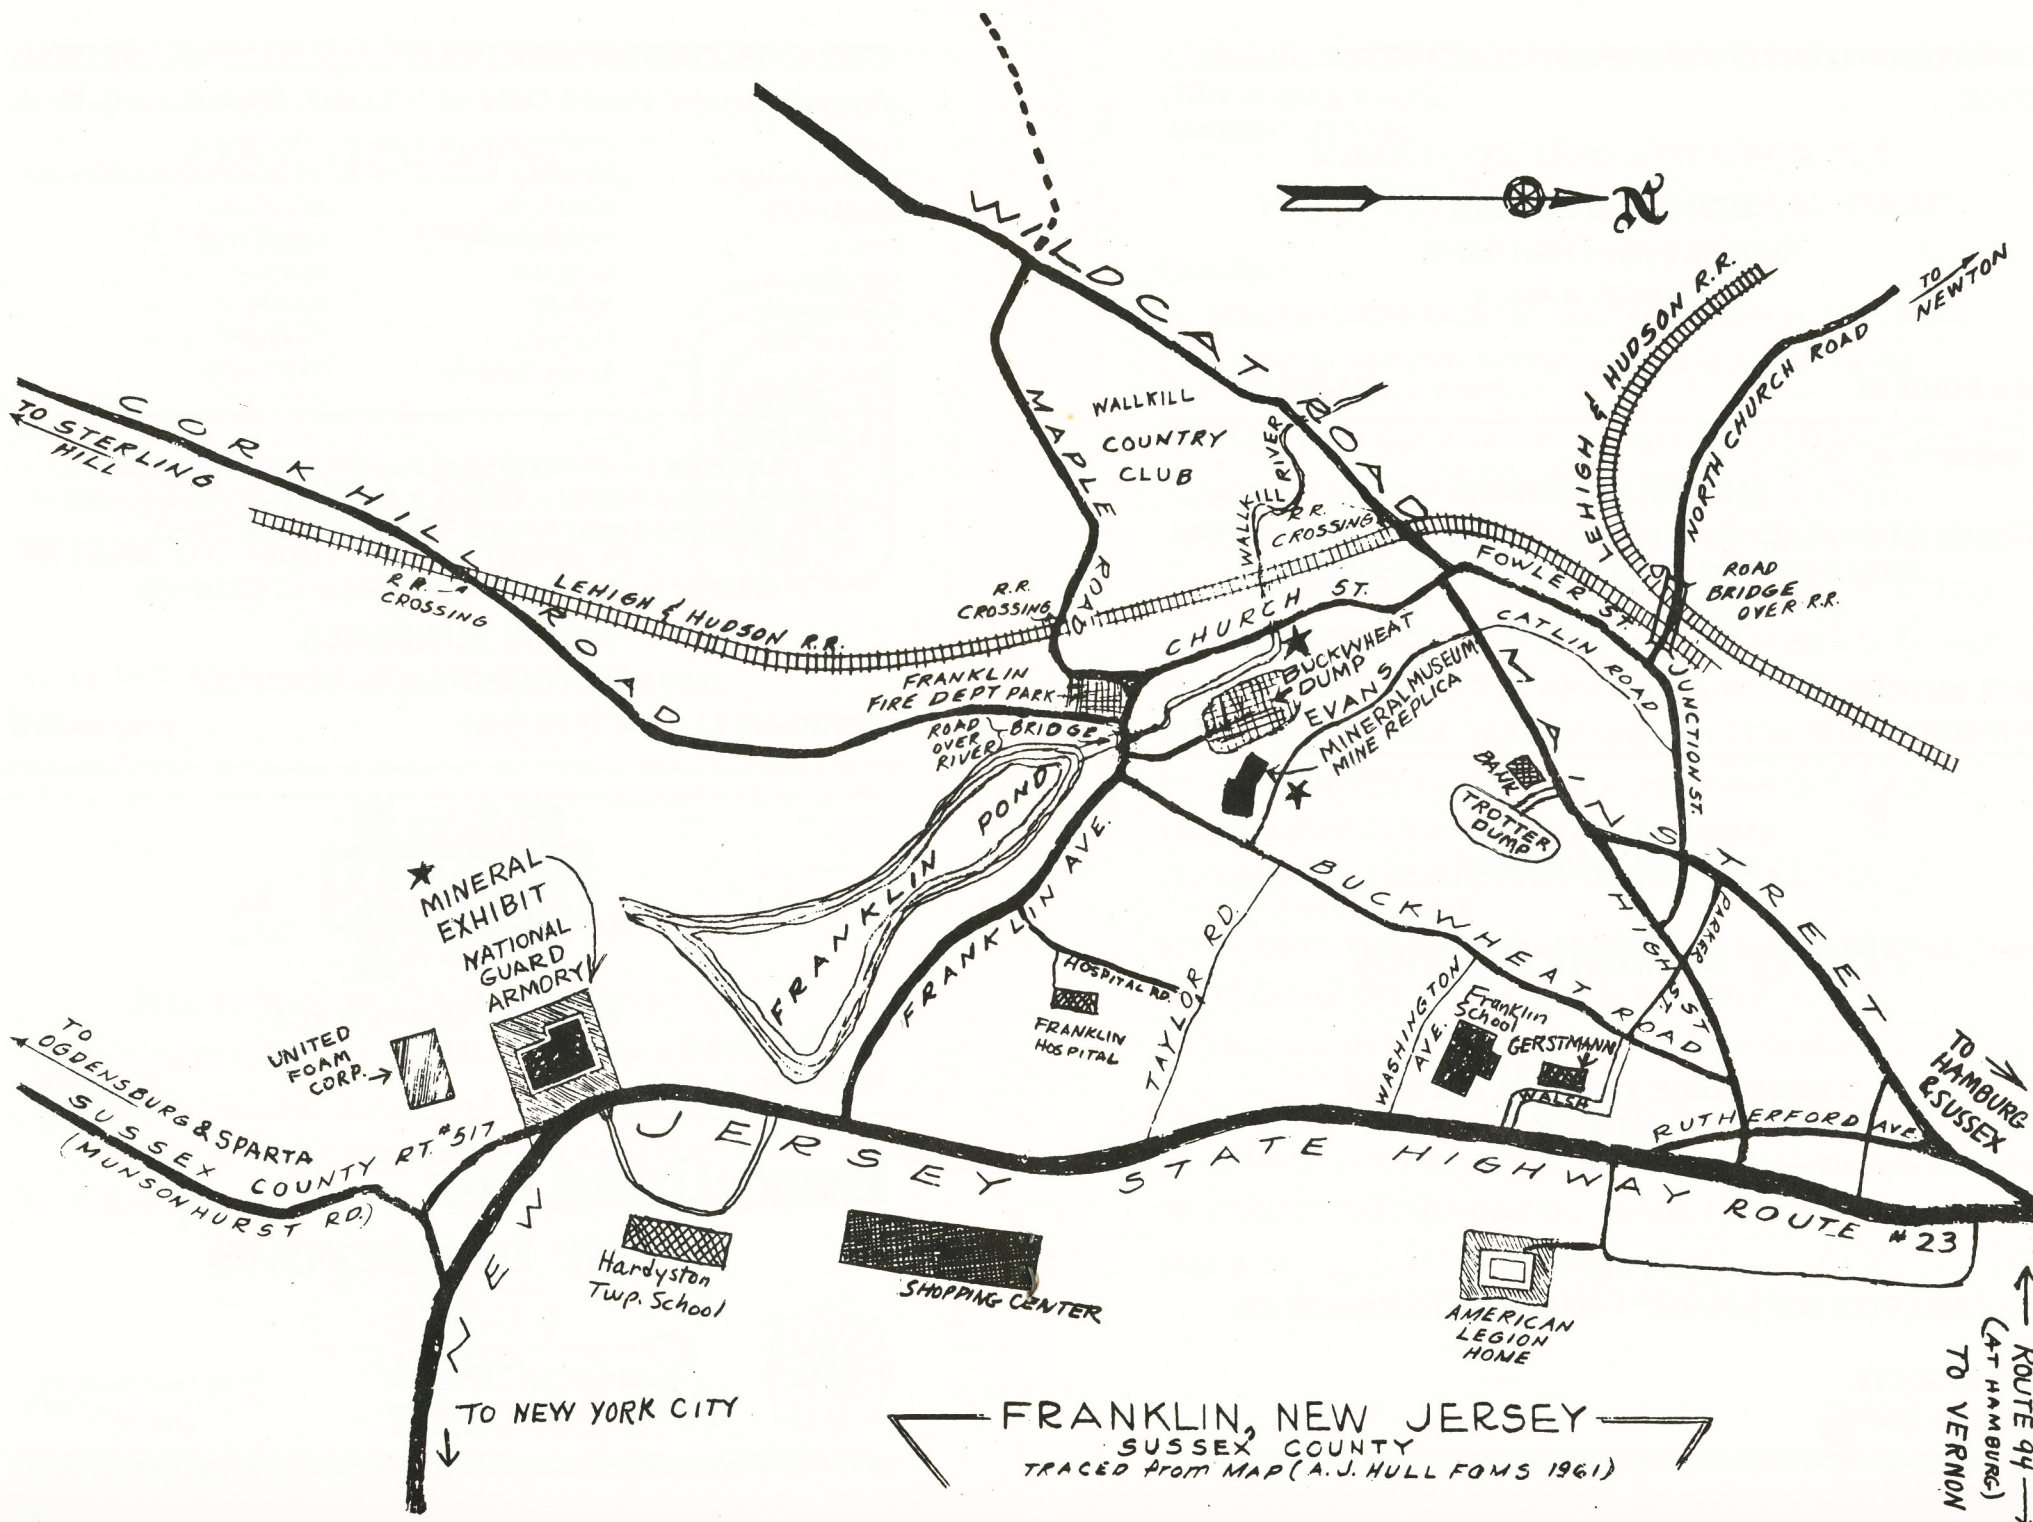 N
WILDCAT ROAD
LEHIGH & HUDSON R.R.
TO
NEWTON
NORTH CHURCH ROAD
WALLKILL
COUNTRY
CLUB
MAPLE ROAD
WALLKILL RIVER
R.R.
CROSSING
CORK HILL ROAD
TO STERLING
HILL
R.R.
CROSSING
LEHIGH & HUDSON R.R.
R.R.
CROSSING
CHURCH ST.
FOWLER ST.
ROAD
BRIDGE
OVER R.R.
CATLIN ROAD
JUNCTION ST.
FRANKLIN
FIRE DEPT PARK
ROAD
OVER
RIVER
BRIDGE
BUCKWHEAT
DUMP
EVANS
MINERAL MUSEUM
MINE REPLICA
BANK
TROTTER
DUMP
MAIN STREET
FRANKLIN POND
FRANKLIN AVE.
BUCKWHEAT ROAD
HIGH ST.
PARKER ST
MINERAL
EXHIBIT
NATIONAL
GUARD
ARMORY
UNITED
FOAM
CORP.
HOSPITAL RD.
FRANKLIN
HOSPITAL
TAYLOR RD.
WASHINGTON
AVE.
Franklin
School
GERSTMANN
WALSH
RUTHERFORD AVE.
TO
HAMBURG
& SUSSEX
TO
OGDENSBURG & SPARTA
SUSSEX COUNTY RT. #517
(MUNSONHURST RD.)
NEW JERSEY STATE HIGHWAY ROUTE #23
Hardyston
Twp. School
SHOPPING CENTER
AMERICAN
LEGION
HOME
ROUTE 94
(AT HAMBURG)
TO VERNON
TO NEW YORK CITY
FRANKLIN, NEW JERSEY
SUSSEX COUNTY
TRACED from MAP (A.J. HULL FOMS 1961)